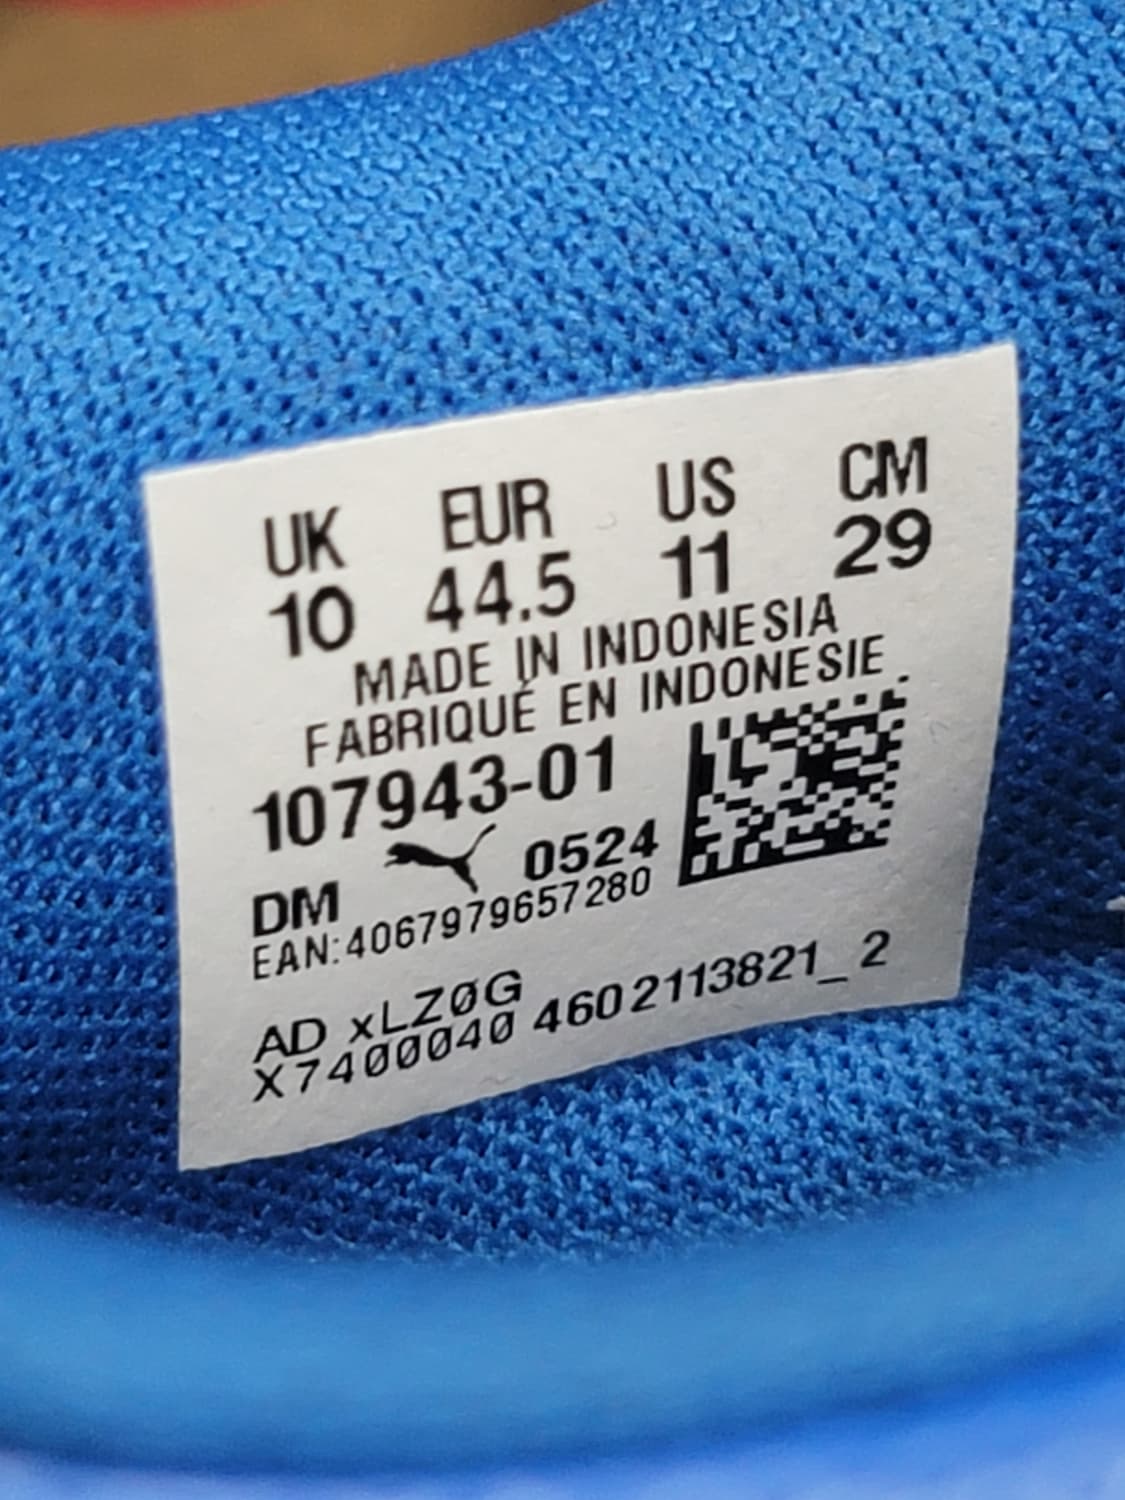 UK EUR US CM
10 44.5 11 29
MADE IN INDONESIA
FABRIQUÉ EN INDONESIE
107943-01
DM 0524
EAN:4067979657280
AD xLZ0G
X7400040 4602113821_2